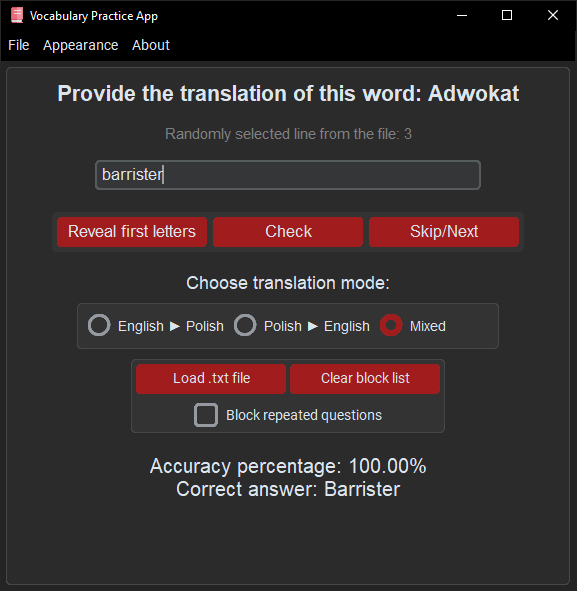 Vocabulary Practice App
File Appearance About
Provide the translation of this word: Adwokat
Randomly selected line from the file: 3
barrister
Reveal first letters Check Skip/Next
Choose translation mode:
English ► Polish Polish ► English Mixed
Load .txt file Clear block list
Block repeated questions
Accuracy percentage: 100.00%
Correct answer: Barrister